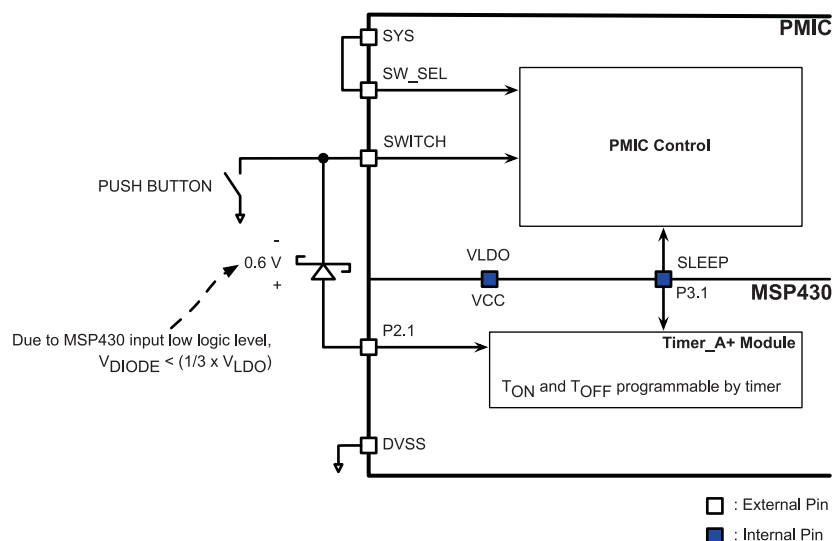 SYS
PMIC
SW_SEL
PMIC Control
SWITCH
PUSH BUTTON
-
0.6 V
+
VLDO
SLEEP
VCC
P3.1
MSP430
Due to MSP430 input low logic level,
VDIODE < (1/3 x VLDO)
P2.1
Timer_A+ Module
TON and TOFF programmable by timer
DVSS
: External Pin
: Internal Pin